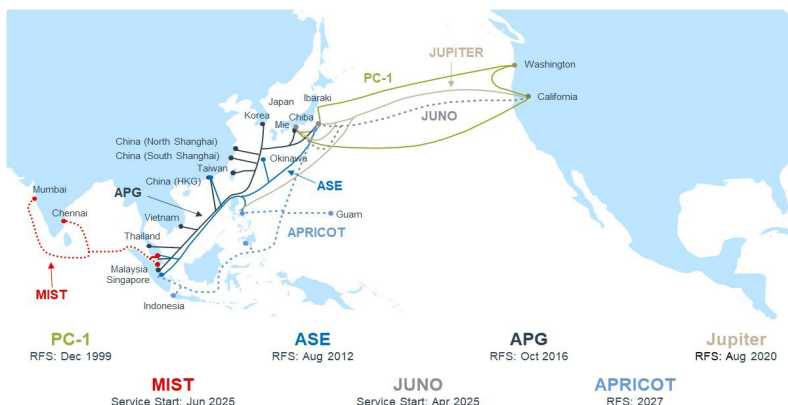 JUPITER
PC-1
Washington
California
JUNO
Ibaraki
Japan
Chiba
Korea
Mie
China (North Shanghai)
China (South Shanghai)
Okinawa
Taiwan
China (HKG)
ASE
APG
Mumbai
Chennai
Vietnam
Guam
APRICOT
Thailand
Malaysia
Singapore
MIST
Indonesia
PC-1
RFS: Dec 1999
ASE
RFS: Aug 2012
APG
RFS: Oct 2016
Jupiter
RFS: Aug 2020
MIST
Service Start: Jun 2025
JUNO
Service Start: Apr 2025
APRICOT
RFS: 2027